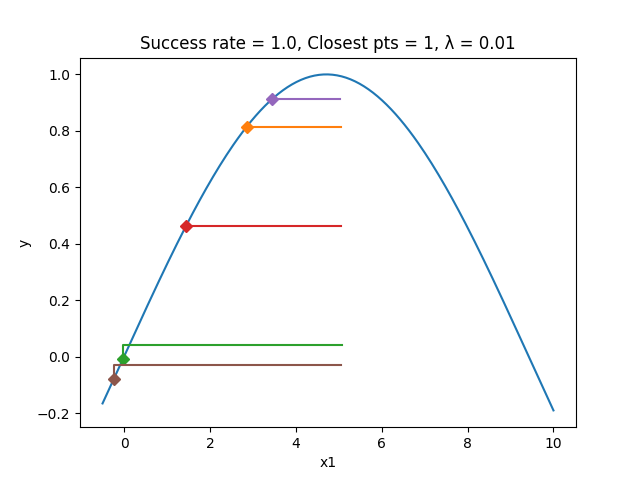 Success rate = 1.0, Closest pts = 1, λ = 0.01
1.0
0.8
0.6
0.4
0.2
0.0
−0.2
y
0 2 4 6 8 10
x1